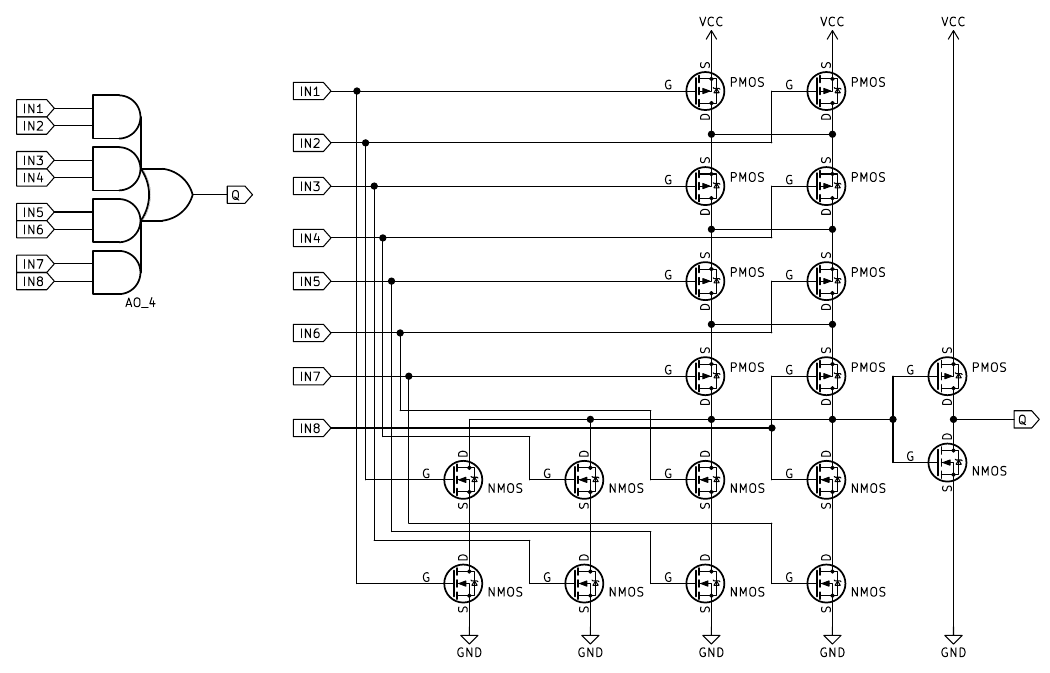 VCC VCC VCC
S S
G PMOS G PMOS
IN1
D D
IN1
IN2
IN2
IN3
IN4
S S
G PMOS G PMOS
IN3
Q
D D
IN5
IN6
IN4
S S
IN7
IN8
G PMOS G PMOS
IN5
AO_4
D D
IN6
S S S
G PMOS G PMOS G PMOS
IN7
D D D
IN8
Q
D D D D D
G NMOS G NMOS G NMOS G NMOS G NMOS
S S S S S
D D D D
G NMOS G NMOS G NMOS G NMOS
S S S S
GND GND GND GND GND